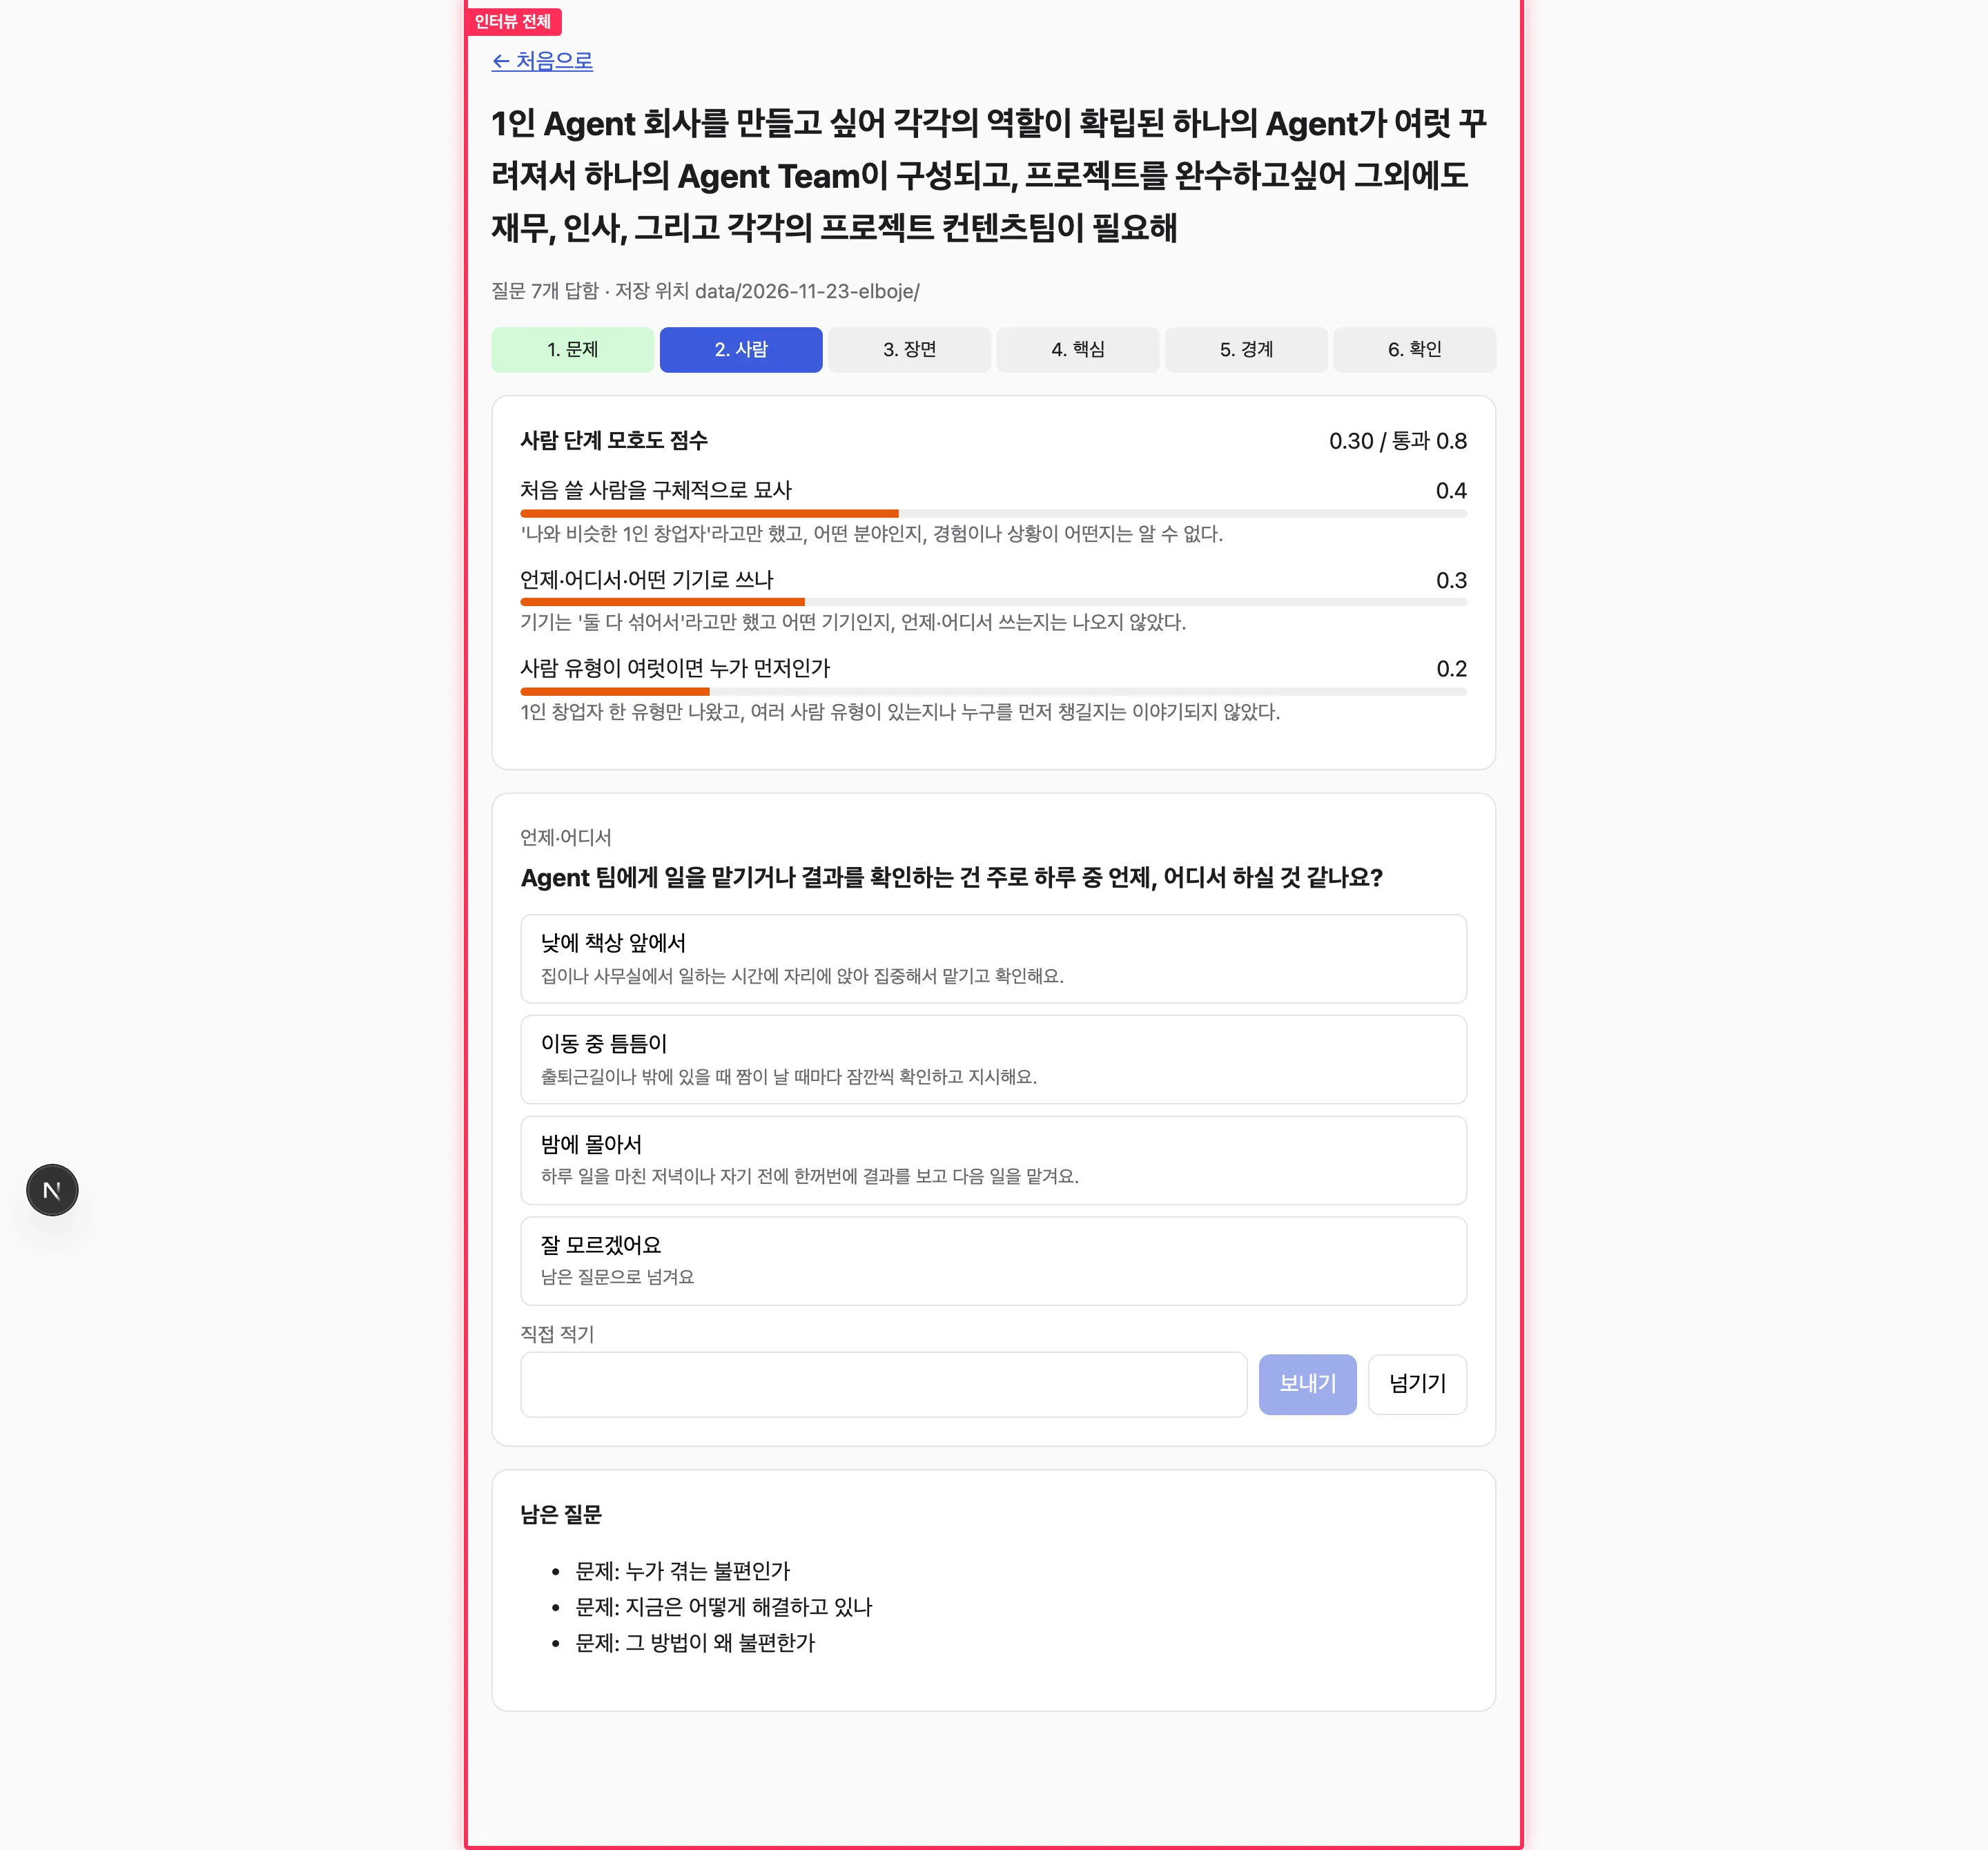 인터뷰 전체
← 처음으로
1인 Agent 회사를 만들고 싶어 각각의 역할이 확립된 하나의 Agent가 여럿 꾸
려져서 하나의 Agent Team이 구성되고, 프로젝트를 완수하고싶어 그외에도
재무, 인사, 그리고 각각의 프로젝트 컨텐츠팀이 필요해
질문 7개 답함 · 저장 위치 data/2026-11-23-elboje/
1. 문제
2. 사람
3. 장면
4. 핵심
5. 경계
6. 확인
사람 단계 모호도 점수
0.30 / 통과 0.8
처음 쓸 사람을 구체적으로 묘사
0.4
'나와 비슷한 1인 창업자'라고만 했고, 어떤 분야인지, 경험이나 상황이 어떤지는 알 수 없다.
언제·어디서·어떤 기기로 쓰나
0.3
기기는 '둘 다 섞어서'라고만 했고 어떤 기기인지, 언제·어디서 쓰는지는 나오지 않았다.
사람 유형이 여럿이면 누가 먼저인가
0.2
1인 창업자 한 유형만 나왔고, 여러 사람 유형이 있는지나 누구를 먼저 챙길지는 이야기되지 않았다.
언제·어디서
Agent 팀에게 일을 맡기거나 결과를 확인하는 건 주로 하루 중 언제, 어디서 하실 것 같나요?
낮에 책상 앞에서
집이나 사무실에서 일하는 시간에 자리에 앉아 집중해서 맡기고 확인해요.
이동 중 틈틈이
출퇴근길이나 밖에 있을 때 짬이 날 때마다 잠깐씩 확인하고 지시해요.
밤에 몰아서
하루 일을 마친 저녁이나 자기 전에 한꺼번에 결과를 보고 다음 일을 맡겨요.
잘 모르겠어요
남은 질문으로 넘겨요
직접 적기
보내기
넘기기
N
남은 질문
• 문제: 누가 겪는 불편인가
• 문제: 지금은 어떻게 해결하고 있나
• 문제: 그 방법이 왜 불편한가